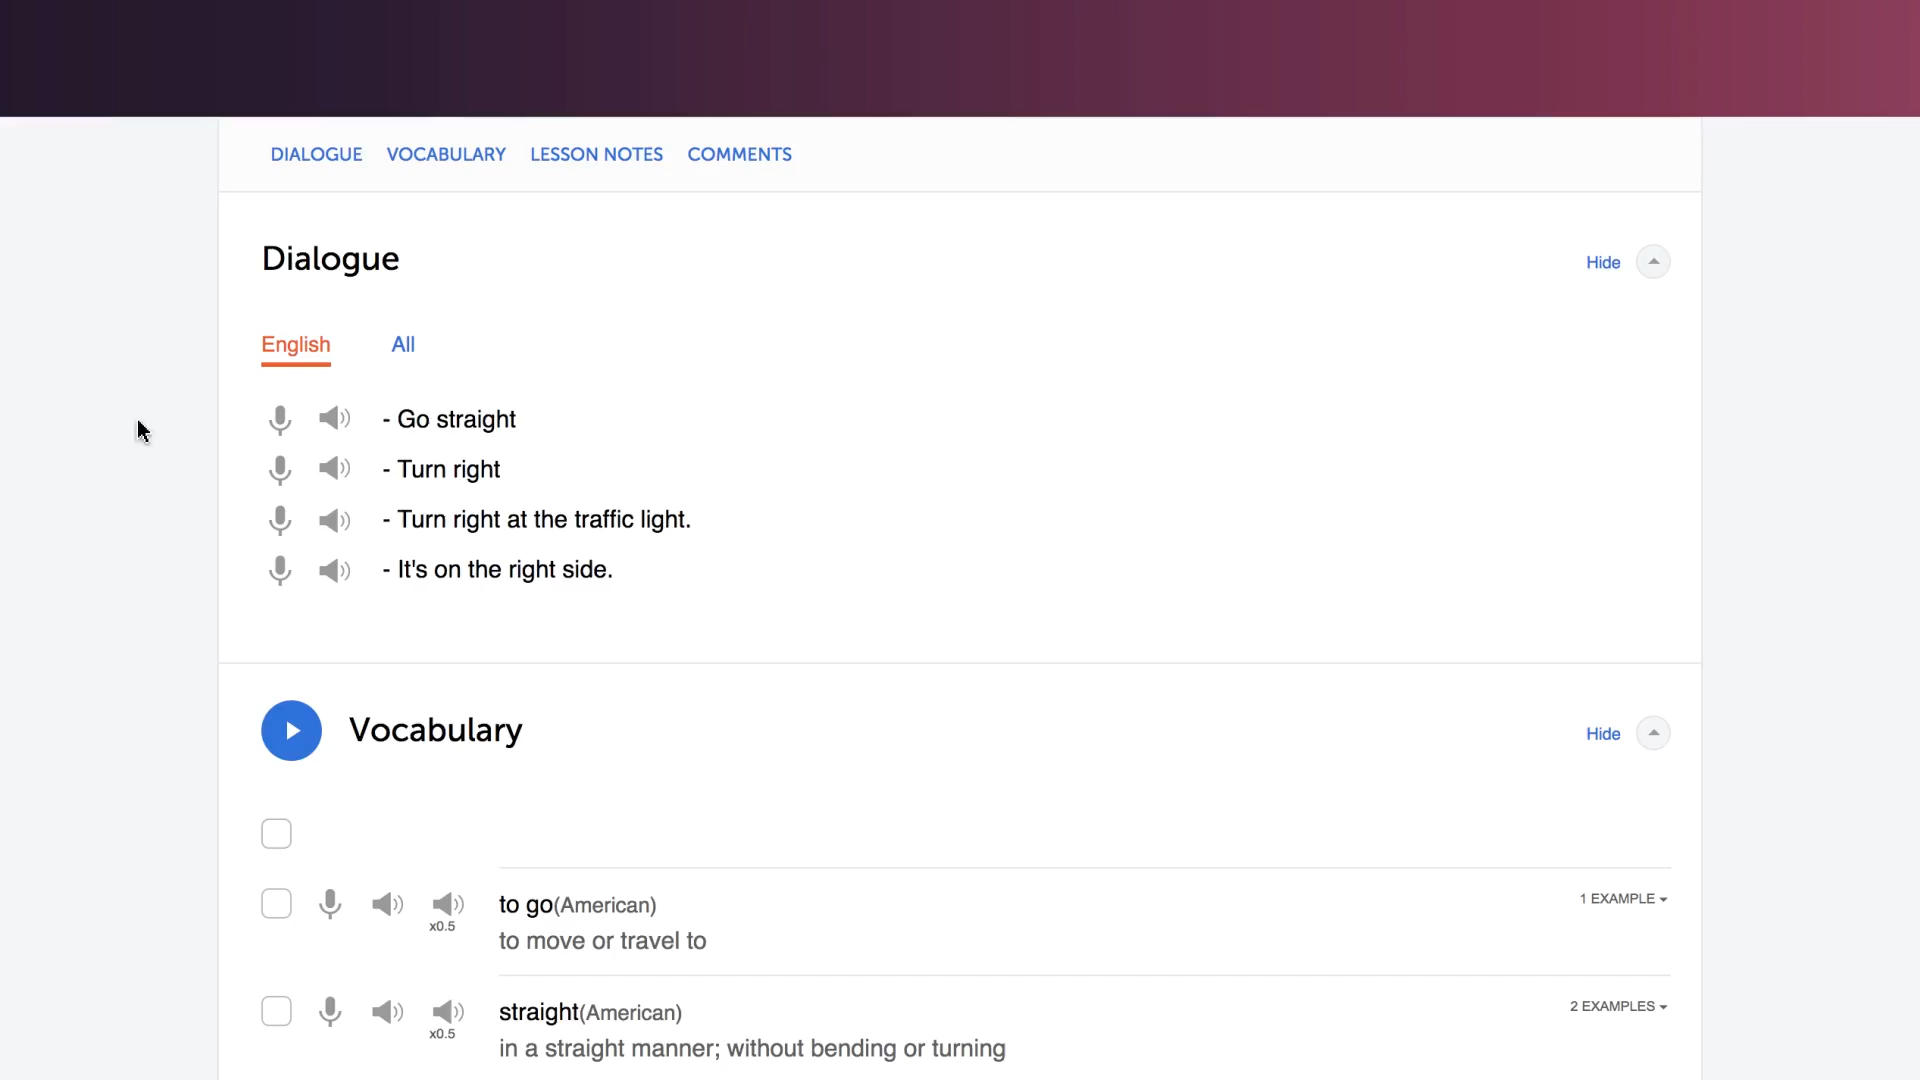 DIALOGUE VOCABULARY LESSON NOTES COMMENTS
Dialogue
Hide
English All
- Go straight
- Turn right
- Turn right at the traffic light.
- It's on the right side.
Vocabulary
Hide
to go(American)
1 EXAMPLE
x0.5
to move or travel to
straight(American)
2 EXAMPLES
x0.5
in a straight manner; without bending or turning